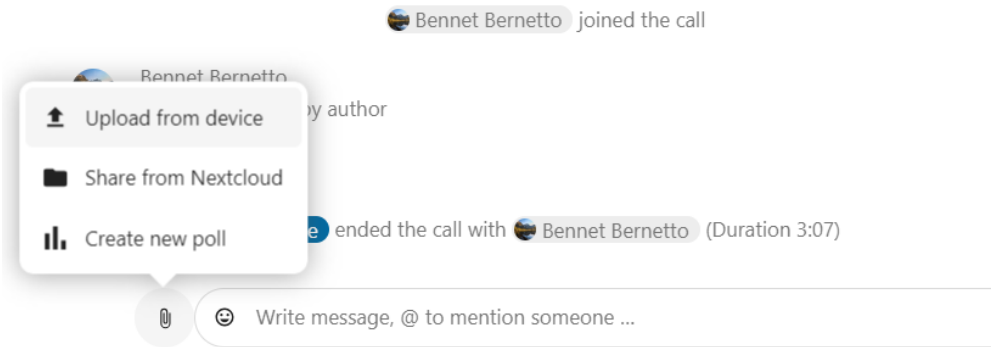 Bennet Bernetto joined the call
Bennet Bernetto
by author
Upload from device
Share from Nextcloud
Create new poll
e ended the call with Bennet Bernetto (Duration 3:07)
Write message, @ to mention someone ...